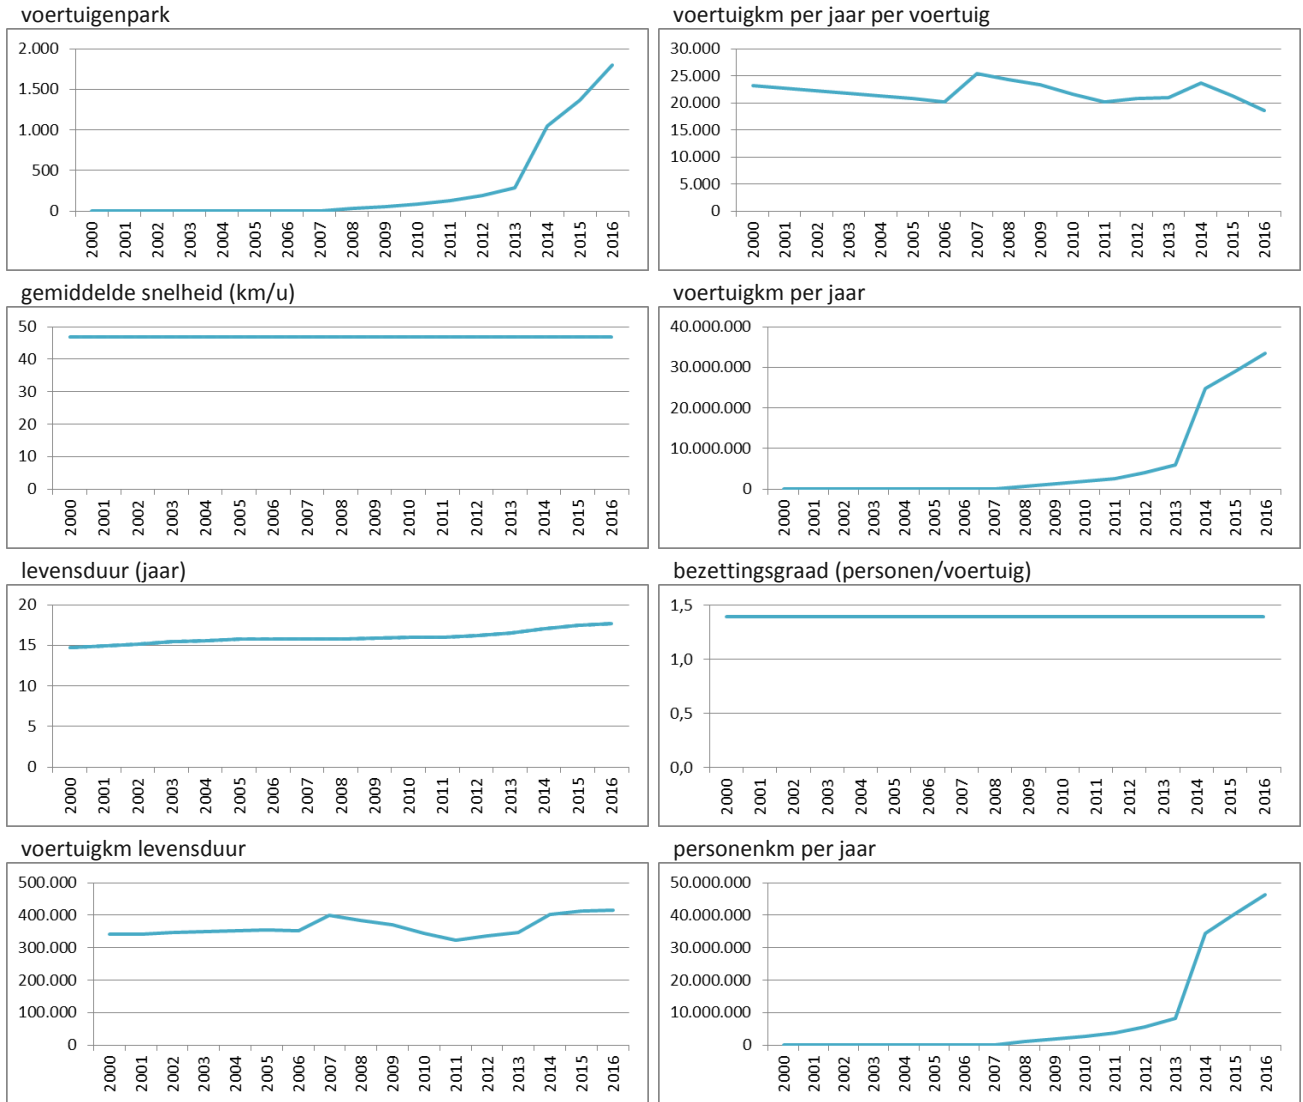 voertuigenpark
2.000
1.500
1.000
500
0
2000 2001 2002 2003 2004 2005 2006 2007 2008 2009 2010 2011 2012 2013 2014 2015 2016
voertuigkm per jaar per voertuig
30.000
25.000
20.000
15.000
10.000
5.000
0
2000 2001 2002 2003 2004 2005 2006 2007 2008 2009 2010 2011 2012 2013 2014 2015 2016
gemiddelde snelheid (km/u)
50
40
30
20
10
0
2000 2001 2002 2003 2004 2005 2006 2007 2008 2009 2010 2011 2012 2013 2014 2015 2016
voertuigkm per jaar
40.000.000
30.000.000
20.000.000
10.000.000
0
2000 2001 2002 2003 2004 2005 2006 2007 2008 2009 2010 2011 2012 2013 2014 2015 2016
levensduur (jaar)
20
15
10
5
0
2000 2001 2002 2003 2004 2005 2006 2007 2008 2009 2010 2011 2012 2013 2014 2015 2016
bezettingsgraad (personen/voertuig)
1,5
1,0
0,5
0,0
2000 2001 2002 2003 2004 2005 2006 2007 2008 2009 2010 2011 2012 2013 2014 2015 2016
voertuigkm levensduur
500.000
400.000
300.000
200.000
100.000
0
2000 2001 2002 2003 2004 2005 2006 2007 2008 2009 2010 2011 2012 2013 2014 2015 2016
personenkm per jaar
50.000.000
40.000.000
30.000.000
20.000.000
10.000.000
0
2000 2001 2002 2003 2004 2005 2006 2007 2008 2009 2010 2011 2012 2013 2014 2015 2016